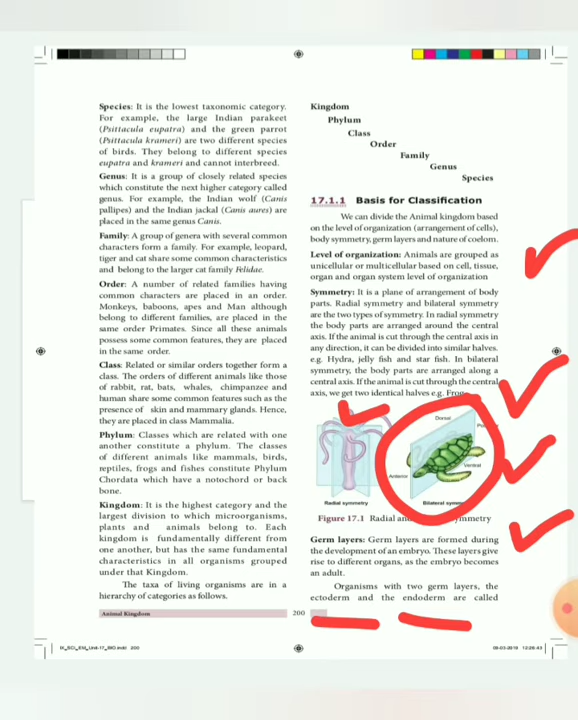 Species: It is the lowest taxonomic category.
For example, the large Indian parakeet
(Psittacula eupatra) and the green parrot
(Psittacula krameri) are two different species
of birds. They belong to different species
eupatra and krameri and cannot interbreed.
Genus: It is a group of closely related species
which constitute the next higher category called
genus. For example, the Indian wolf (Canis
pallipes) and the Indian jackal (Canis aures) are
placed in the same genus Canis.
Family: A group of genera with several common
characters form a family. For example, leopard,
tiger and cat share some common characteristics
and belong to the larger cat family Felidae.
Order: A number of related families having
common characters are placed in an order.
Monkeys, baboons, apes and Man although
belong to different families, are placed in the
same order Primates. Since all these animals
possess some common features, they are placed
in the same order.
Class: Related or similar orders together form a
class. The orders of different animals like those
of rabbit, rat, bats, whales, chimpanzee and
human share some common features such as the
presence of skin and mammary glands. Hence,
they are placed in class Mammalia.
Phylum: Classes which are related with one
another constitute a phylum. The classes
of different animals like mammals, birds,
reptiles, frogs and fishes constitute Phylum
Chordata which have a notochord or back
bone.
Kingdom: It is the highest category and the
largest division to which microorganisms,
plants and animals belong to. Each
kingdom is fundamentally different from
one another, but has the same fundamental
characteristics in all organisms grouped
under that Kingdom.
The taxa of living organisms are in a
hierarchy of categories as follows.
Kingdom
Phylum
Class
Order
Family
Genus
Species
17.1.1 Basis for Classification
We can divide the Animal kingdom based
on the level of organization (arrangement of cells),
body symmetry, germ layers and nature of coelom.
Level of organization: Animals are grouped as
unicellular or multicellular based on cell, tissue,
organ and organ system level of organization
Symmetry: It is a plane of arrangement of body
parts. Radial symmetry and bilateral symmetry
are the two types of symmetry. In radial symmetry
the body parts are arranged around the central
axis. If the animal is cut through the central axis in
any direction, it can be divided into similar halves.
e.g. Hydra, jelly fish and star fish. In bilateral
symmetry, the body parts are arranged along a
central axis. If the animal is cut through the central
axis, we get two identical halves e.g. Frog
Dorsal
Anterior
Ventral
Radial symmetry
Bilateral
Figure 17.1 Radial
Germ layers: Germ layers are formed during
the development of an embryo. These layers give
rise to different organs, as the embryo becomes
an adult.
Organisms with two germ layers, the
ectoderm and the endoderm are called
Animal Kingdom
200
IX_SCI_EM_Unit-17_BIO.indd 200